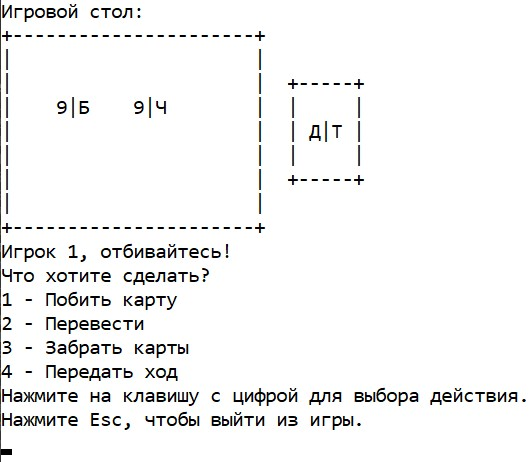 Игровой стол:
9|Б 9|Ч
Д|Т
Игрок 1, отбивайтесь!
Что хотите сделать?
1 - Побить карту
2 - Перевести
3 - Забрать карты
4 - Передать ход
Нажмите на клавишу с цифрой для выбора действия.
Нажмите Esc, чтобы выйти из игры.